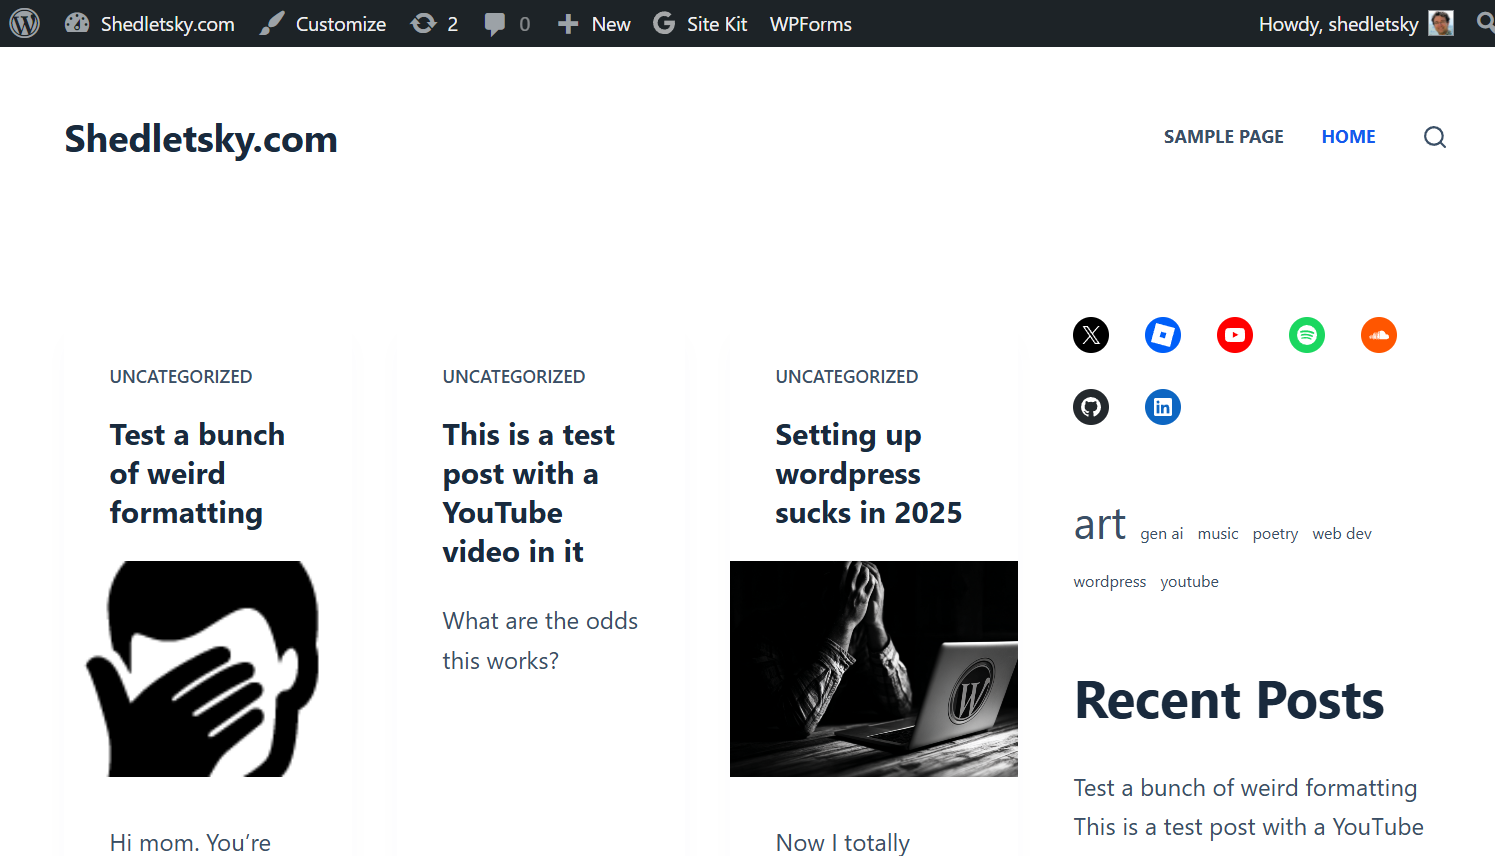 Shedletsky.com Customize 2 0 New Site Kit WPForms Howdy, shedletsky
Shedletsky.com
SAMPLE PAGE HOME
UNCATEGORIZED
Test a bunch
of weird
formatting
Hi mom. You’re
UNCATEGORIZED
This is a test
post with a
YouTube
video in it
What are the odds
this works?
UNCATEGORIZED
Setting up
wordpress
sucks in 2025
Now I totally
art gen ai music poetry web dev
wordpress youtube
Recent Posts
Test a bunch of weird formatting
This is a test post with a YouTube